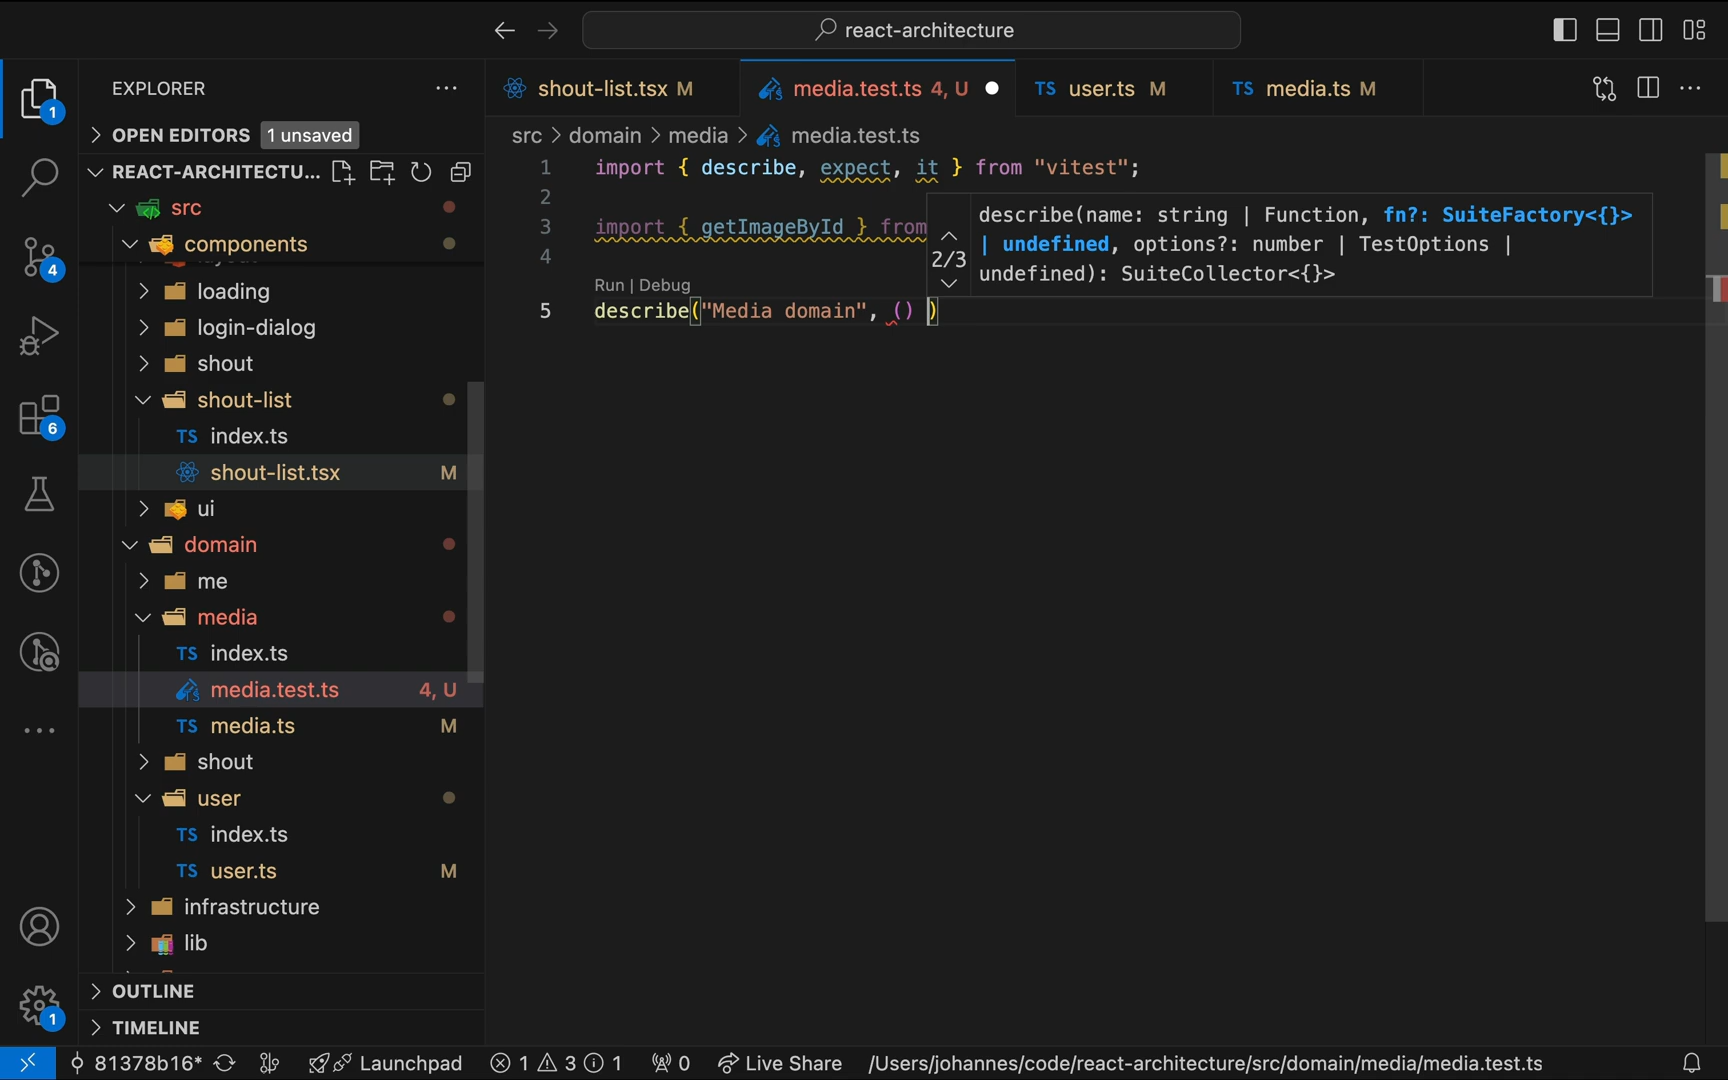 react-architecture
EXPLORER
OPEN EDITORS 1 unsaved
REACT-ARCHITECTU...
src
components
loading
login-dialog
shout
shout-list
index.ts
shout-list.tsx M
ui
domain
me
media
index.ts
media.test.ts 4, U
media.ts M
shout
user
index.ts
user.ts M
infrastructure
lib
OUTLINE
TIMELINE
1
4
6
1
shout-list.tsx M
media.test.ts 4, U
TS user.ts M
TS media.ts M
src > domain > media > media.test.ts
1 import { describe, expect, it } from "vitest";
2
3 import { getImageById } from
4
Run | Debug
5 describe("Media domain", () )
2/3
describe(name: string | Function, fn?: SuiteFactory<{}>
| undefined, options?: number | TestOptions |
undefined): SuiteCollector<{}>
81378b16* Launchpad 1 3 1 0 Live Share /Users/johannes/code/react-architecture/src/domain/media/media.test.ts